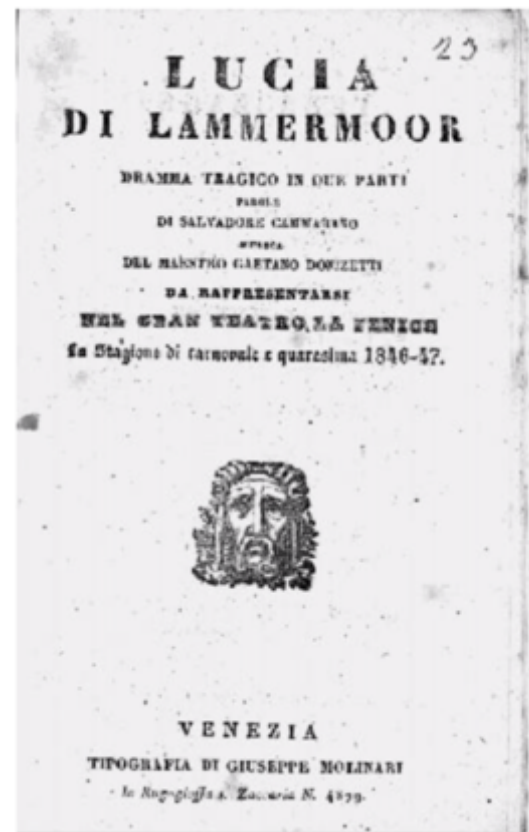 23
LUCIA
DI LAMMERMOOR
DRAMMA TRAGICO IN DUE PARTI
PAROLE
DI SALVADORE CAMMARANO
MUSICA
DEL MAESTRO GAETANO DONIZETTI
DA RAPPRESENTARSI
NEL GRAN TEATRO LA FENICE
la Stagione di carnovale e quaresima 1846-47.
VENEZIA
TIPOGRAFIA DI GIUSEPPE MOLINARI
In Rugagioffa s. Zaccaria N. 4879.